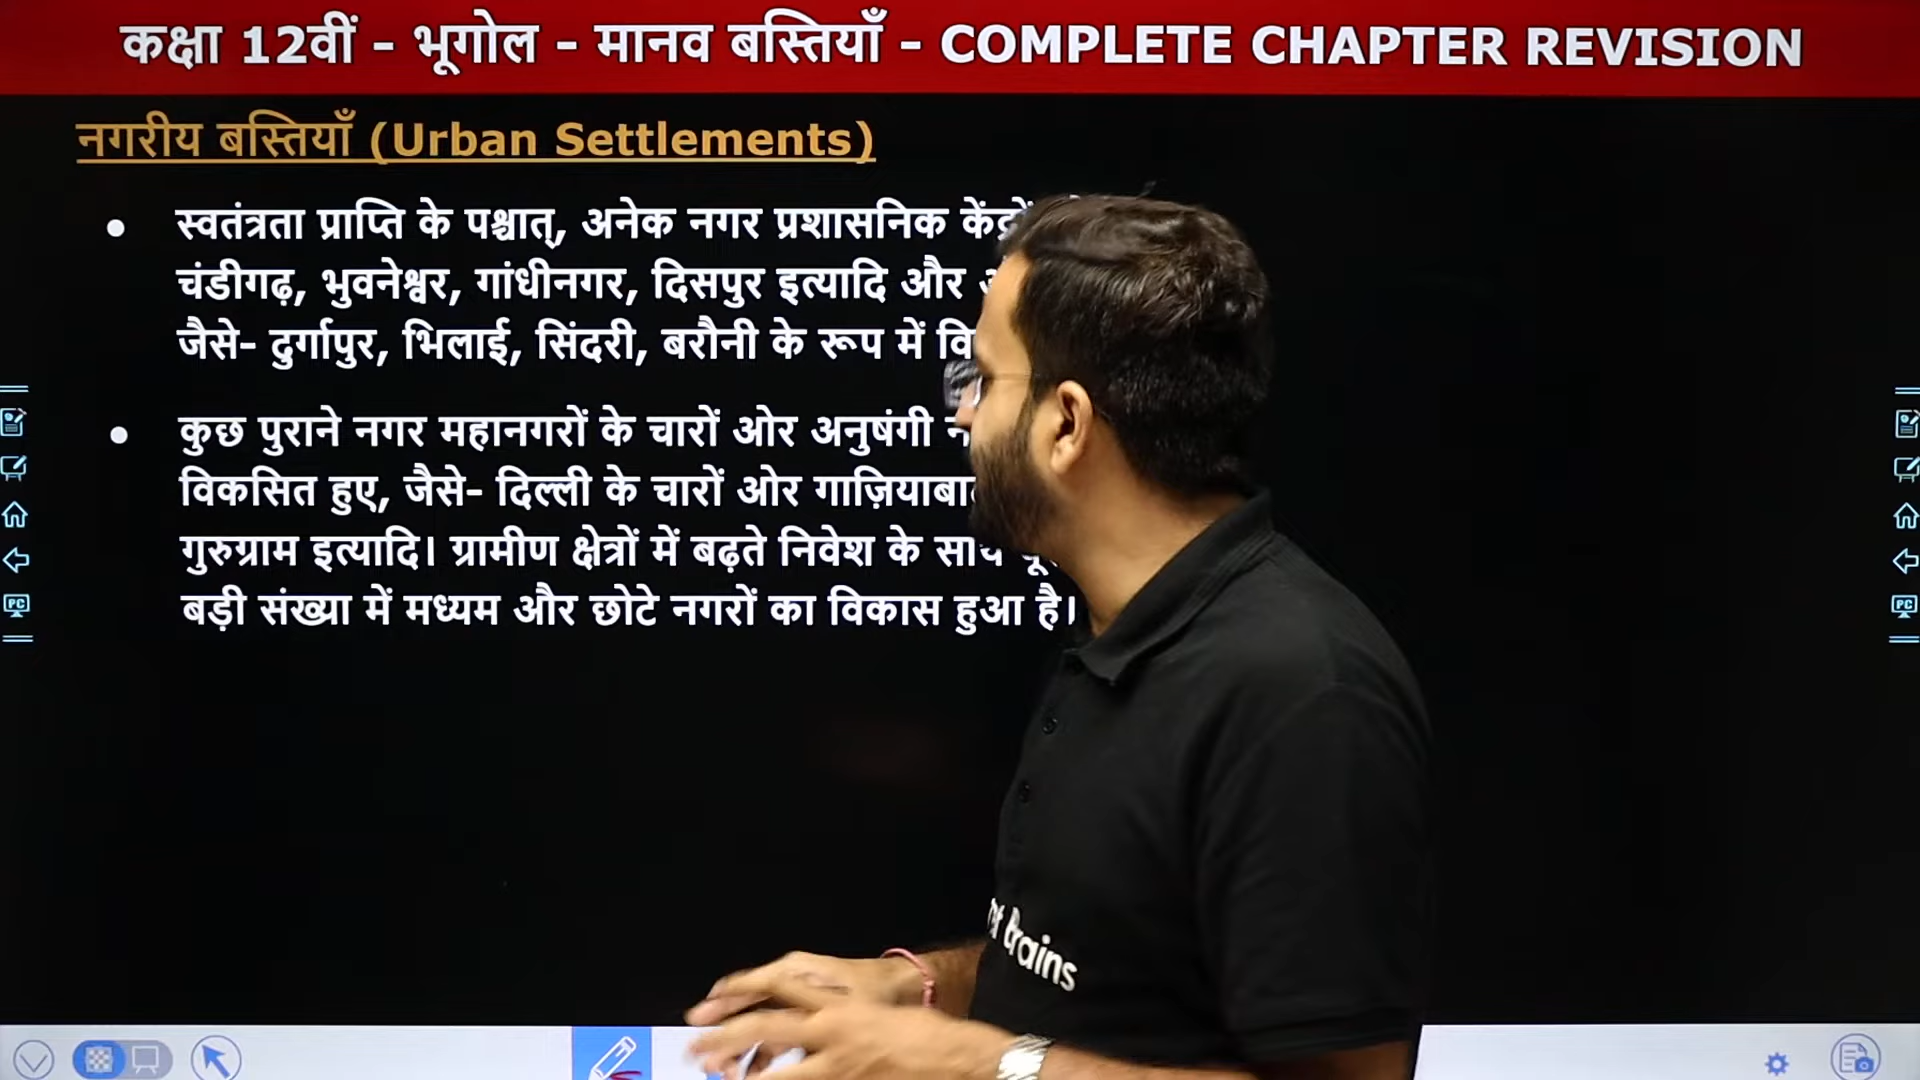 कक्षा 12वीं - भूगोल - मानव बस्तियाँ - COMPLETE CHAPTER REVISION
नगरीय बस्तियाँ (Urban Settlements)
• स्वतंत्रता प्राप्ति के पश्चात्, अनेक नगर प्रशासनिक केंद्रों
चंडीगढ़, भुवनेश्वर, गांधीनगर, दिसपुर इत्यादि और
जैसे- दुर्गापुर, भिलाई, सिंदरी, बरौनी के रूप में
• कुछ पुराने नगर महानगरों के चारों ओर अनुषंगी
विकसित हुए, जैसे- दिल्ली के चारों ओर
गुरुग्राम इत्यादि। ग्रामीण क्षेत्रों में बढ़ते निवेश के
बड़ी संख्या में मध्यम और छोटे नगरों का विकास हुआ है।
Brains
PC
PC